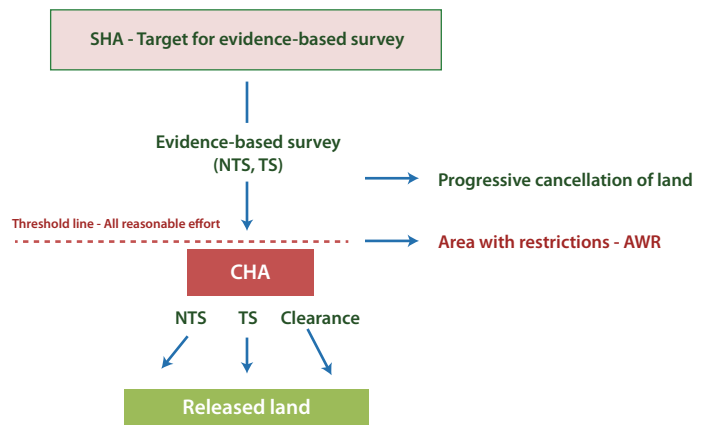 SHA - Target for evidence-based survey
Evidence-based survey
(NTS, TS)
Progressive cancellation of land
Threshold line - All reasonable effort
Area with restrictions - AWR
CHA
NTS TS Clearance
Released land